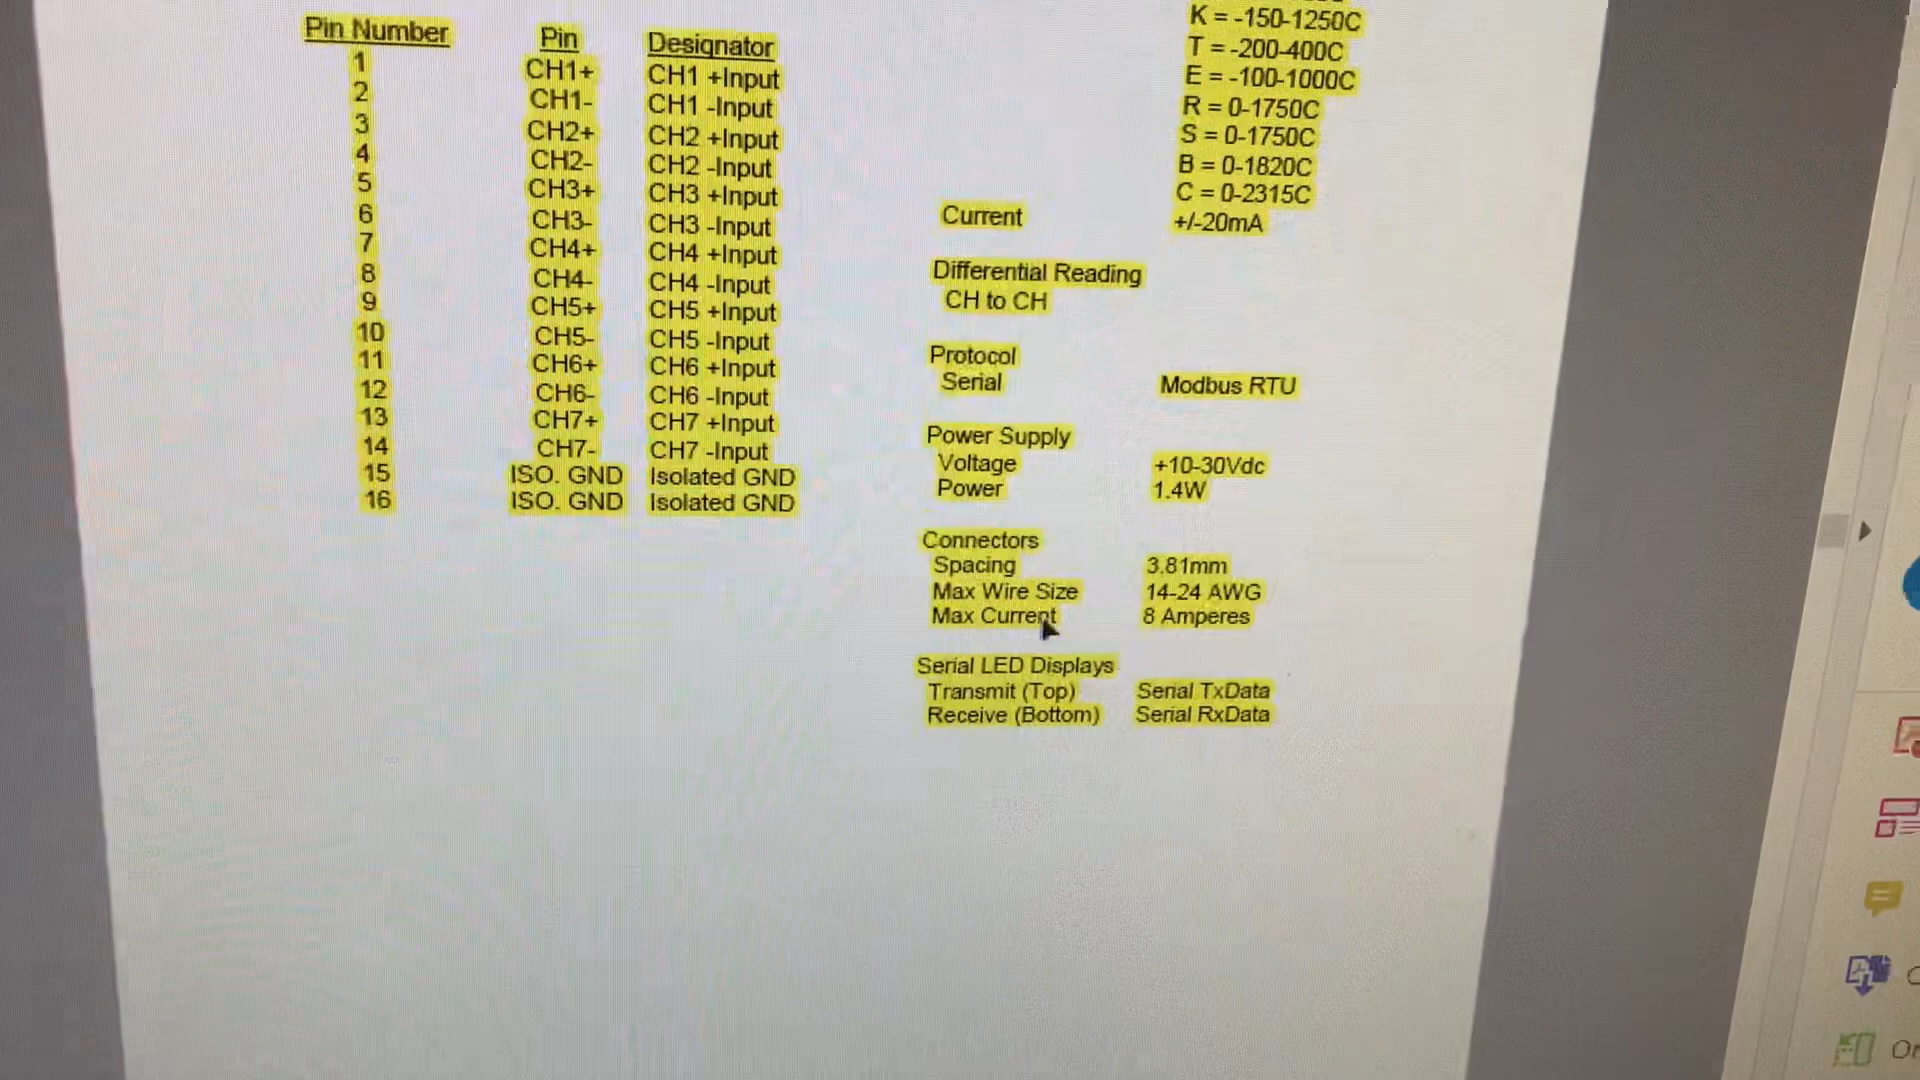 Pin Number Pin Designator
1 CH1+ CH1 +Input
2 CH1- CH1 -Input
3 CH2+ CH2 +Input
4 CH2- CH2 -Input
5 CH3+ CH3 +Input
6 CH3- CH3 -Input
7 CH4+ CH4 +Input
8 CH4- CH4 -Input
9 CH5+ CH5 +Input
10 CH5- CH5 -Input
11 CH6+ CH6 +Input
12 CH6- CH6 -Input
13 CH7+ CH7 +Input
14 CH7- CH7 -Input
15 ISO. GND Isolated GND
16 ISO. GND Isolated GND
K = -150-1250C
T = -200-400C
E = -100-1000C
R = 0-1750C
S = 0-1750C
B = 0-1820C
C = 0-2315C
Current +/-20mA
Differential Reading
CH to CH
Protocol
Serial Modbus RTU
Power Supply
Voltage +10-30Vdc
Power 1.4W
Connectors
Spacing 3.81mm
Max Wire Size 14-24 AWG
Max Current 8 Amperes
Serial LED Displays
Transmit (Top) Serial TxData
Receive (Bottom) Serial RxData